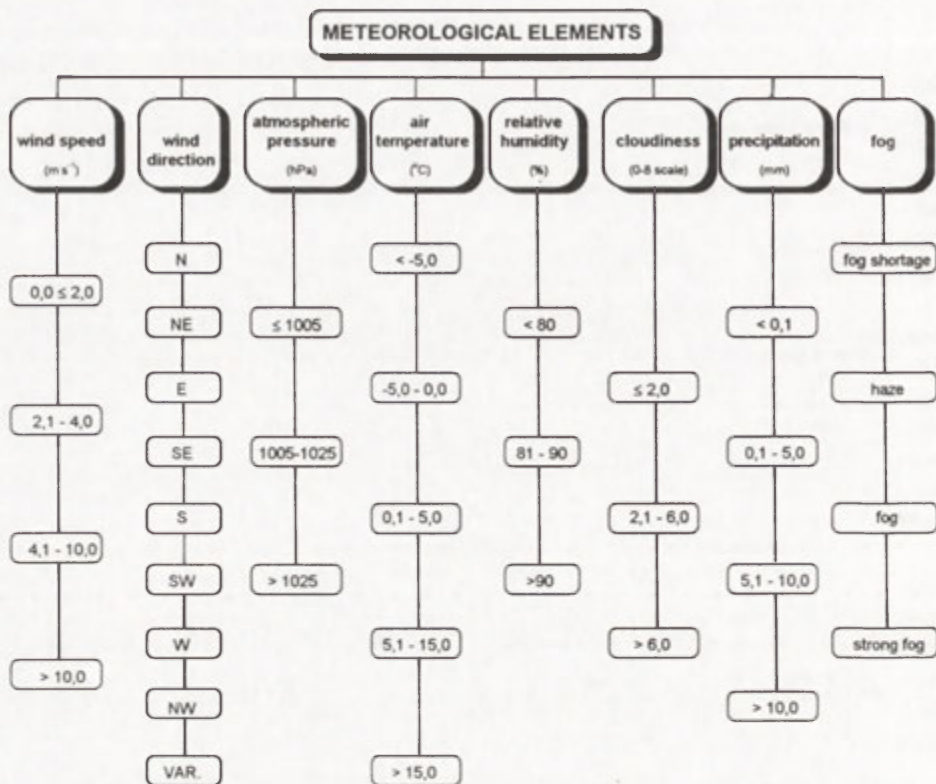 METEOROLOGICAL ELEMENTS
wind speed
(m s⁻¹)
0,0 ≤ 2,0
2,1 - 4,0
4,1 - 10,0
> 10,0
wind
direction
N
NE
E
SE
S
SW
W
NW
VAR.
atmospheric
pressure
(hPa)
≤ 1005
1005-1025
> 1025
air
temperature
(°C)
< -5,0
-5,0 - 0,0
0,1 - 5,0
5,1 - 15,0
> 15,0
relative
humidity
(%)
< 80
81 - 90
>90
cloudiness
(0-8 scale)
≤ 2,0
2,1 - 6,0
> 6,0
precipitation
(mm)
< 0,1
0,1 - 5,0
5,1 - 10,0
> 10,0
fog
fog shortage
haze
fog
strong fog